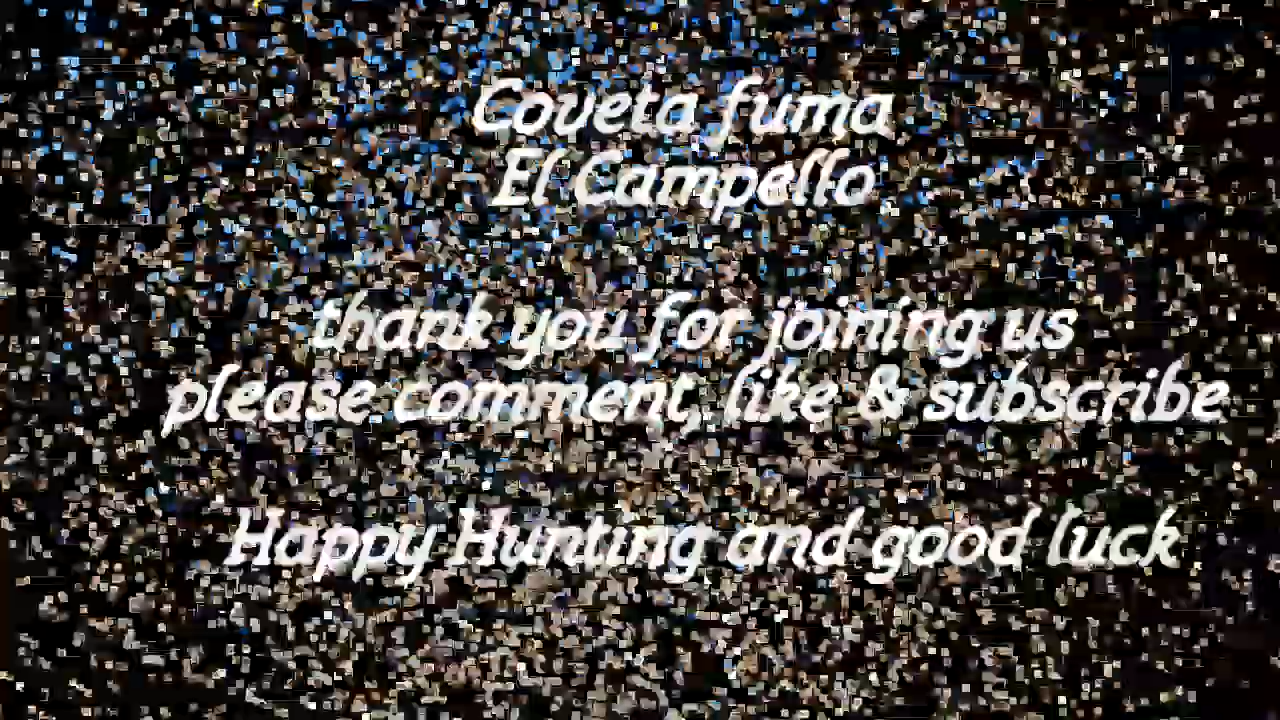 Coveta fuma
El Campello
thank you for joining us
please comment, like & subscribe
Happy Hunting and good luck